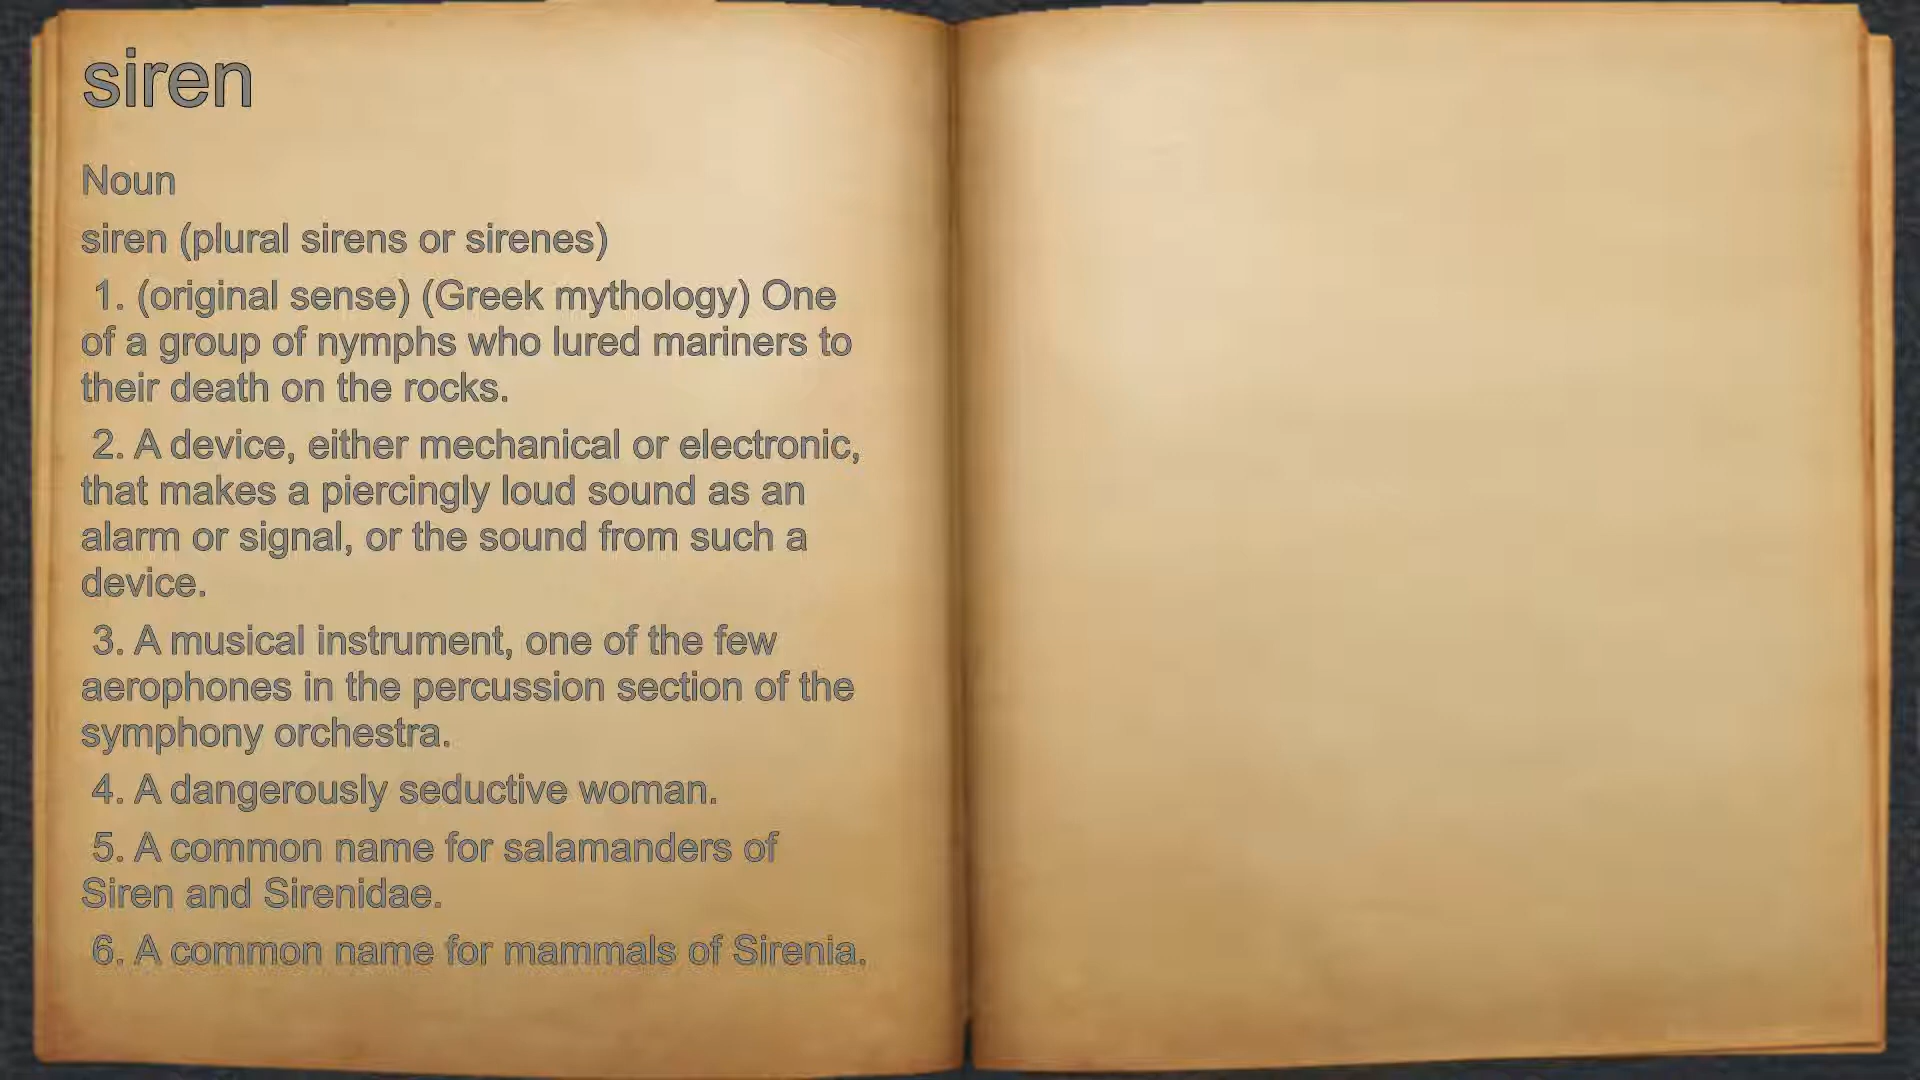 siren
Noun
siren (plural sirens or sirenes)
1. (original sense) (Greek mythology) One
of a group of nymphs who lured mariners to
their death on the rocks.
2. A device, either mechanical or electronic,
that makes a piercingly loud sound as an
alarm or signal, or the sound from such a
device.
3. A musical instrument, one of the few
aerophones in the percussion section of the
symphony orchestra.
4. A dangerously seductive woman.
5. A common name for salamanders of
Siren and Sirenidae.
6. A common name for mammals of Sirenia.